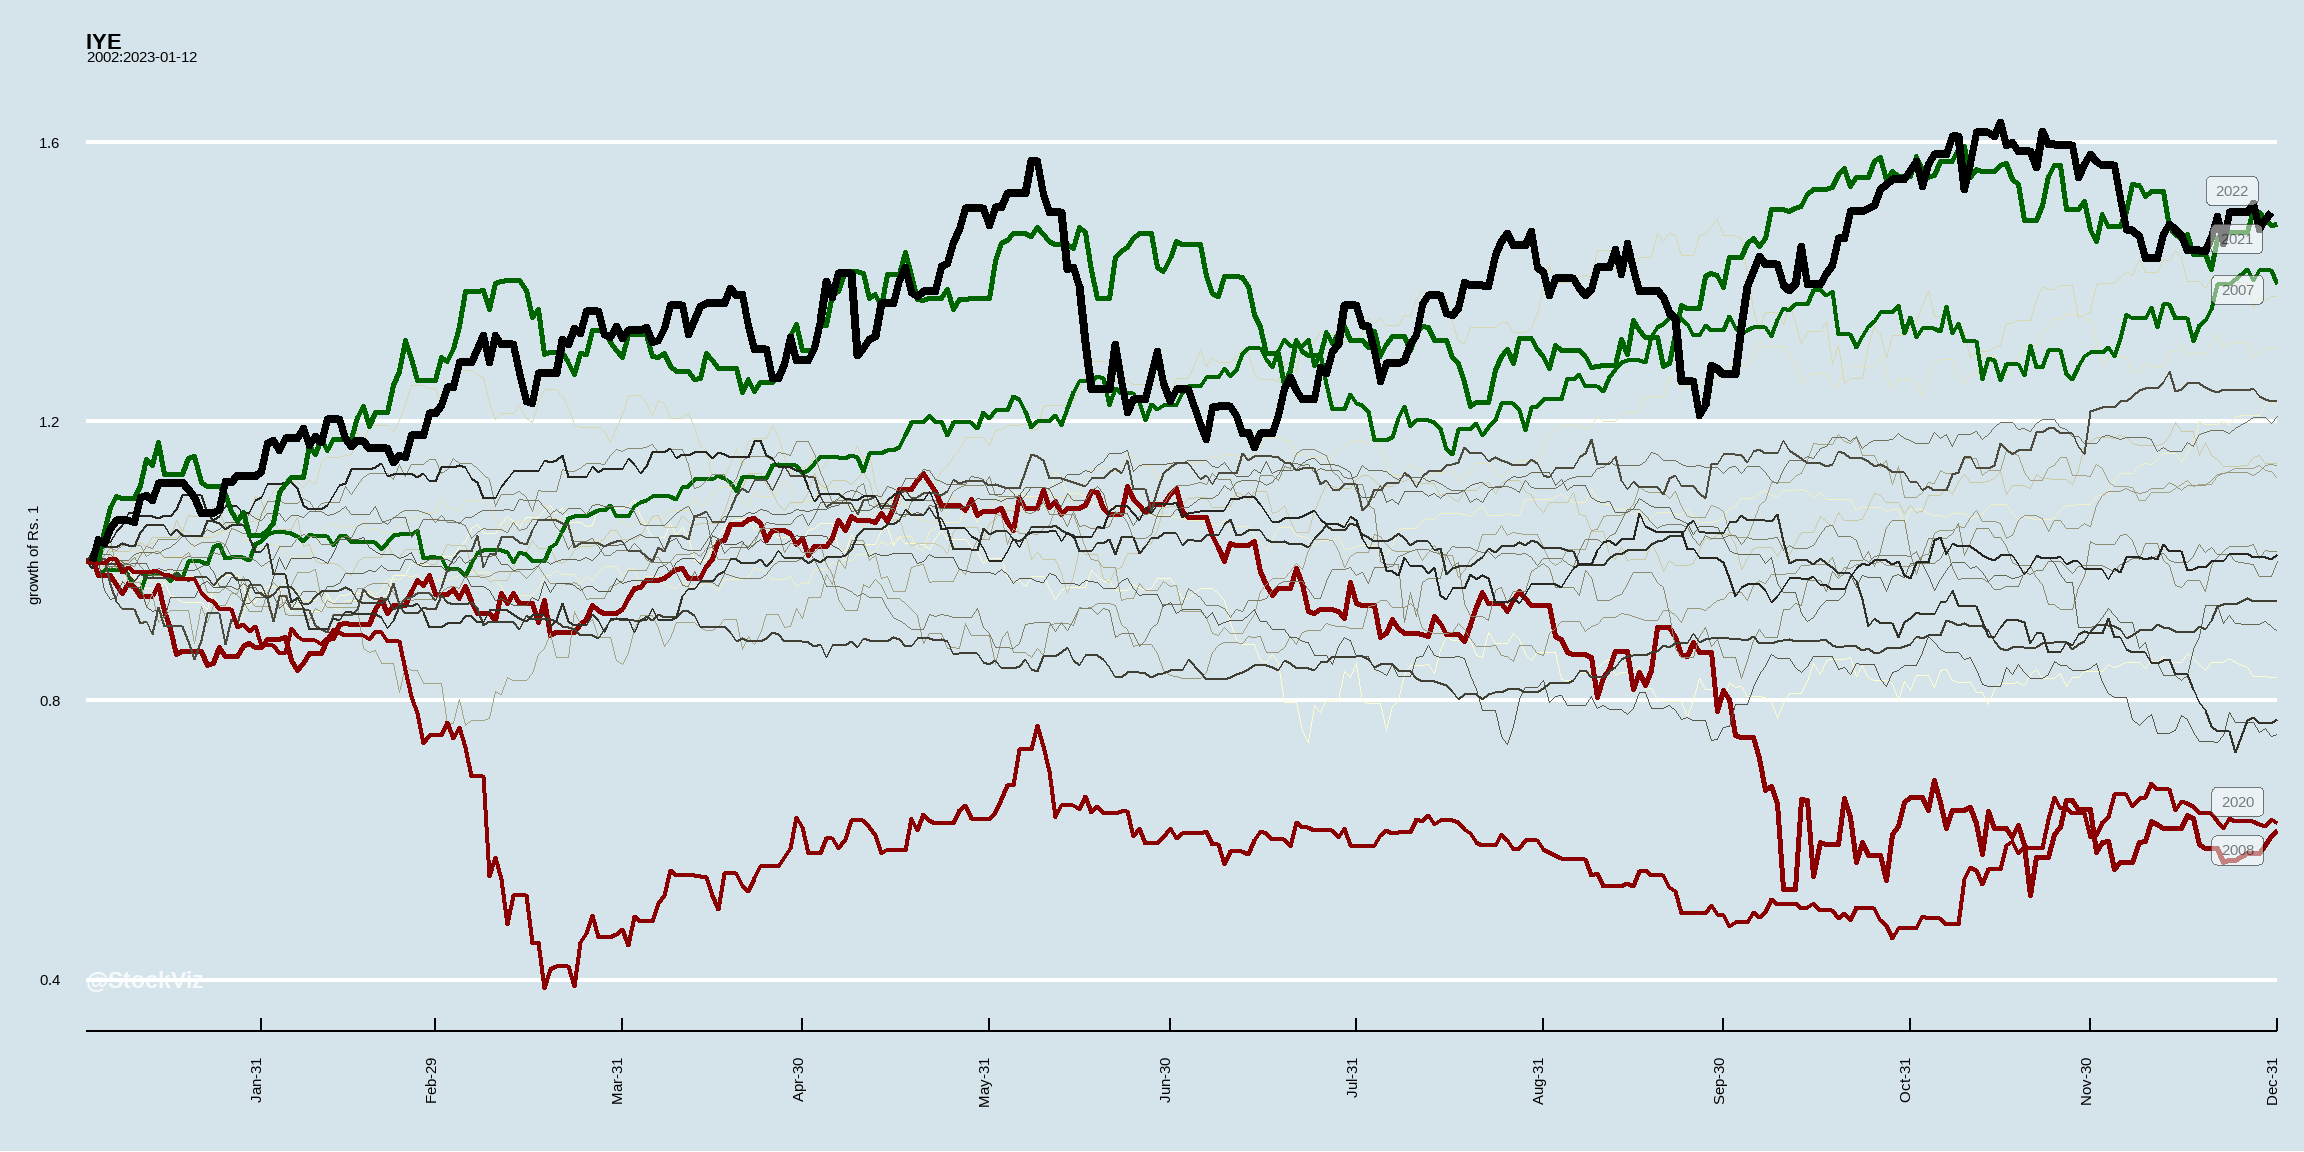 IYE
2002:2023-01-12
1.6
1.2
0.8
0.4
growth of Rs. 1
2022
2021
2007
2020
2008
@StockViz
Jan-31
Feb-29
Mar-31
Apr-30
May-31
Jun-30
Jul-31
Aug-31
Sep-30
Oct-31
Nov-30
Dec-31